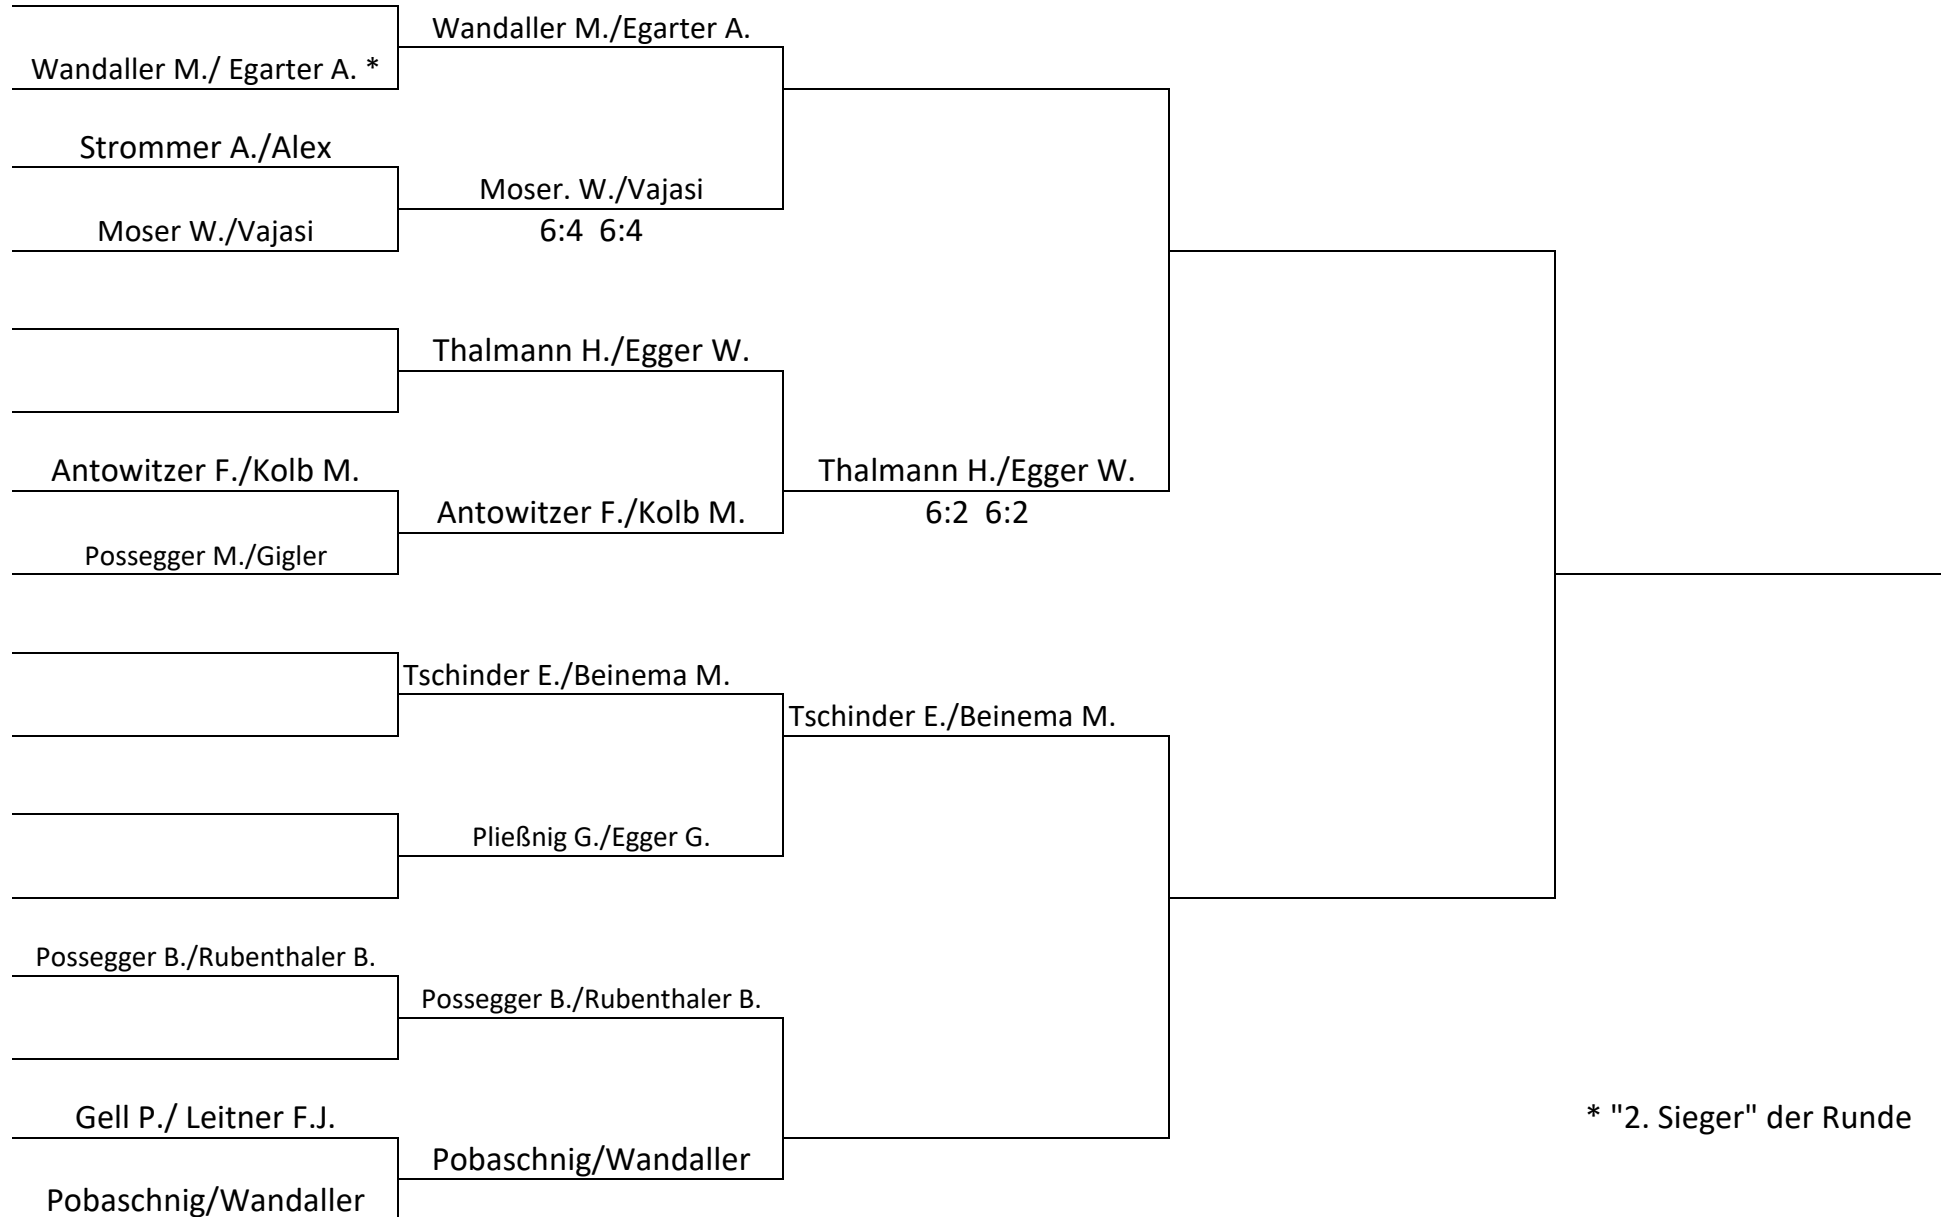 Wandaller M./Egarter A.
Wandaller M./ Egarter A. *
Strommer A./Alex
Moser. W./Vajasi
Moser W./Vajasi
6:4 6:4
Thalmann H./Egger W.
Antowitzer F./Kolb M.
Thalmann H./Egger W.
Antowitzer F./Kolb M.
6:2 6:2
Possegger M./Gigler
Tschinder E./Beinema M.
Tschinder E./Beinema M.
Pließnig G./Egger G.
Possegger B./Rubenthaler B.
Possegger B./Rubenthaler B.
Gell P./ Leitner F.J.
* "2. Sieger" der Runde
Pobaschnig/Wandaller
Pobaschnig/Wandaller